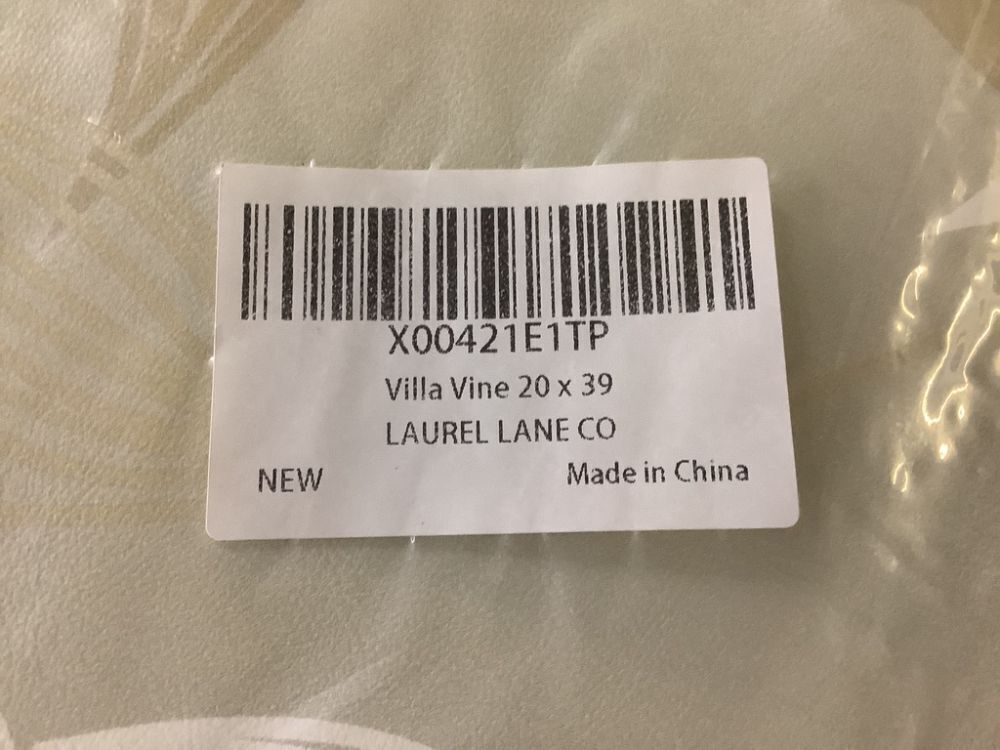 X00421E1TP
Villa Vine 20 x 39
LAUREL LANE CO
NEW Made in China